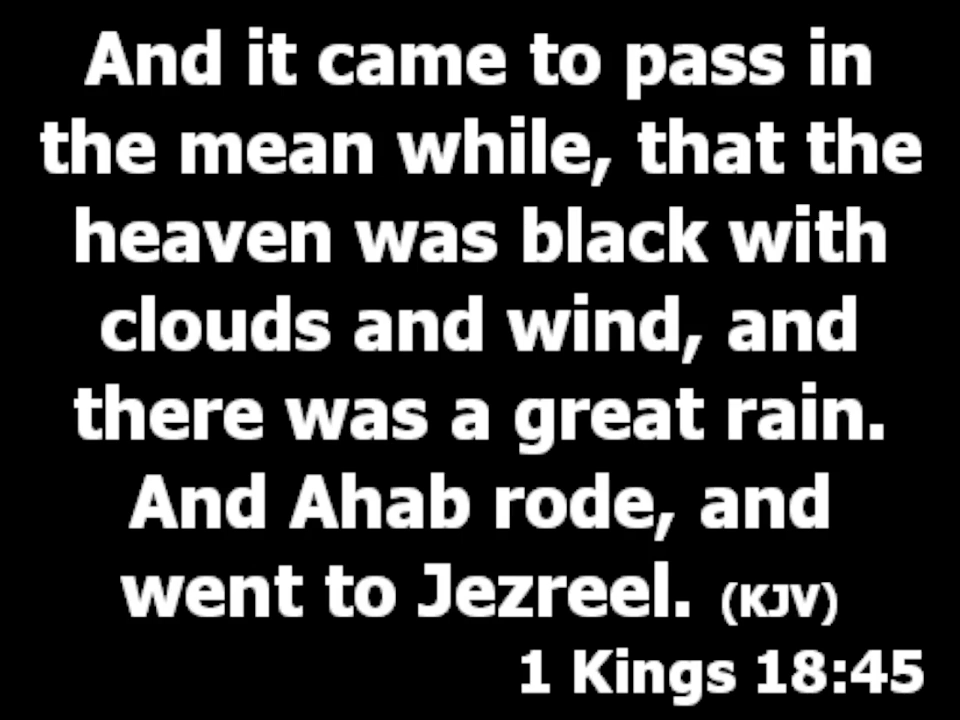 And it came to pass in
the mean while, that the
heaven was black with
clouds and wind, and
there was a great rain.
And Ahab rode, and
went to Jezreel. (KJV)
1 Kings 18:45